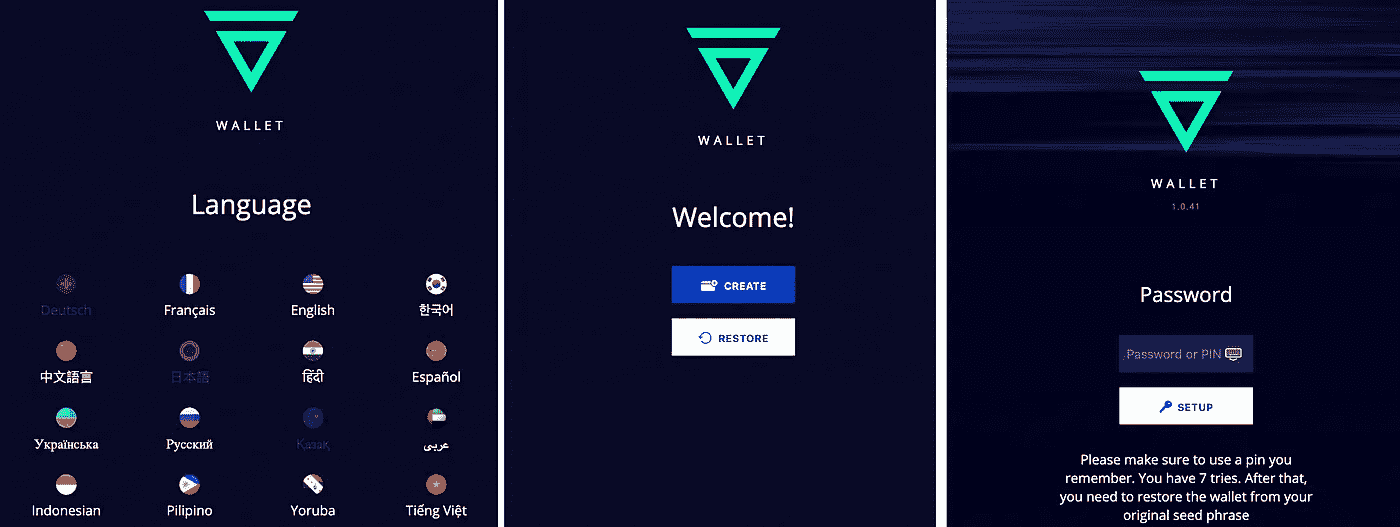 WALLET
Language
Deutsch
Français
English
한국어
中文語言
日本語
हिंदी
Español
Українська
Русский
Қазақ
عربى
Indonesian
Pilipino
Yoruba
Tiếng Việt
WALLET
Welcome!
CREATE
RESTORE
WALLET
1.0.41
Password
Password or PIN
SETUP
Please make sure to use a pin you
remember. You have 7 tries. After that,
you need to restore the wallet from your
original seed phrase